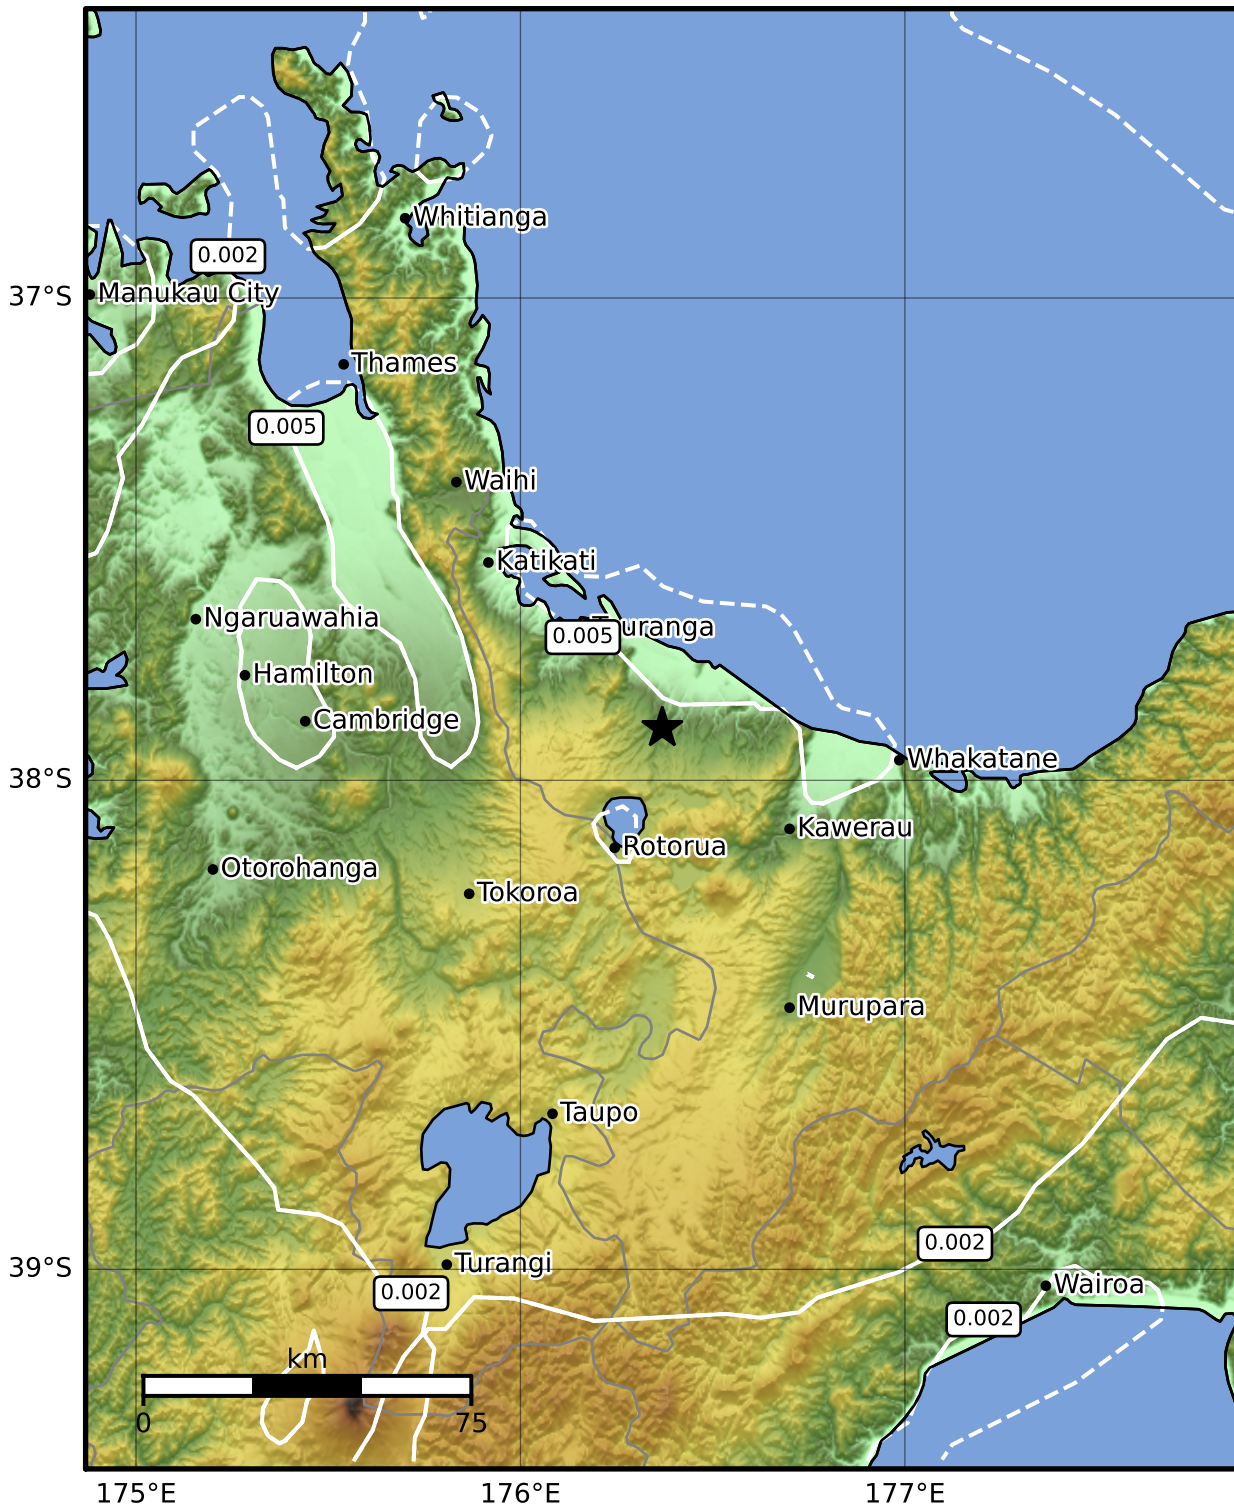 Whitianga
0.002
37°S
Manukau City
Thames
0.005
Waihi
Katikati
Ngaruawahia
0.005
Tauranga
Hamilton
Cambridge
Whakatane
38°S
Kawerau
Rotorua
Otorohanga
Tokoroa
Murupara
Taupo
0.002
39°S
Turangi
0.002
Wairoa
0.002
km
0
75
175°E
176°E
177°E